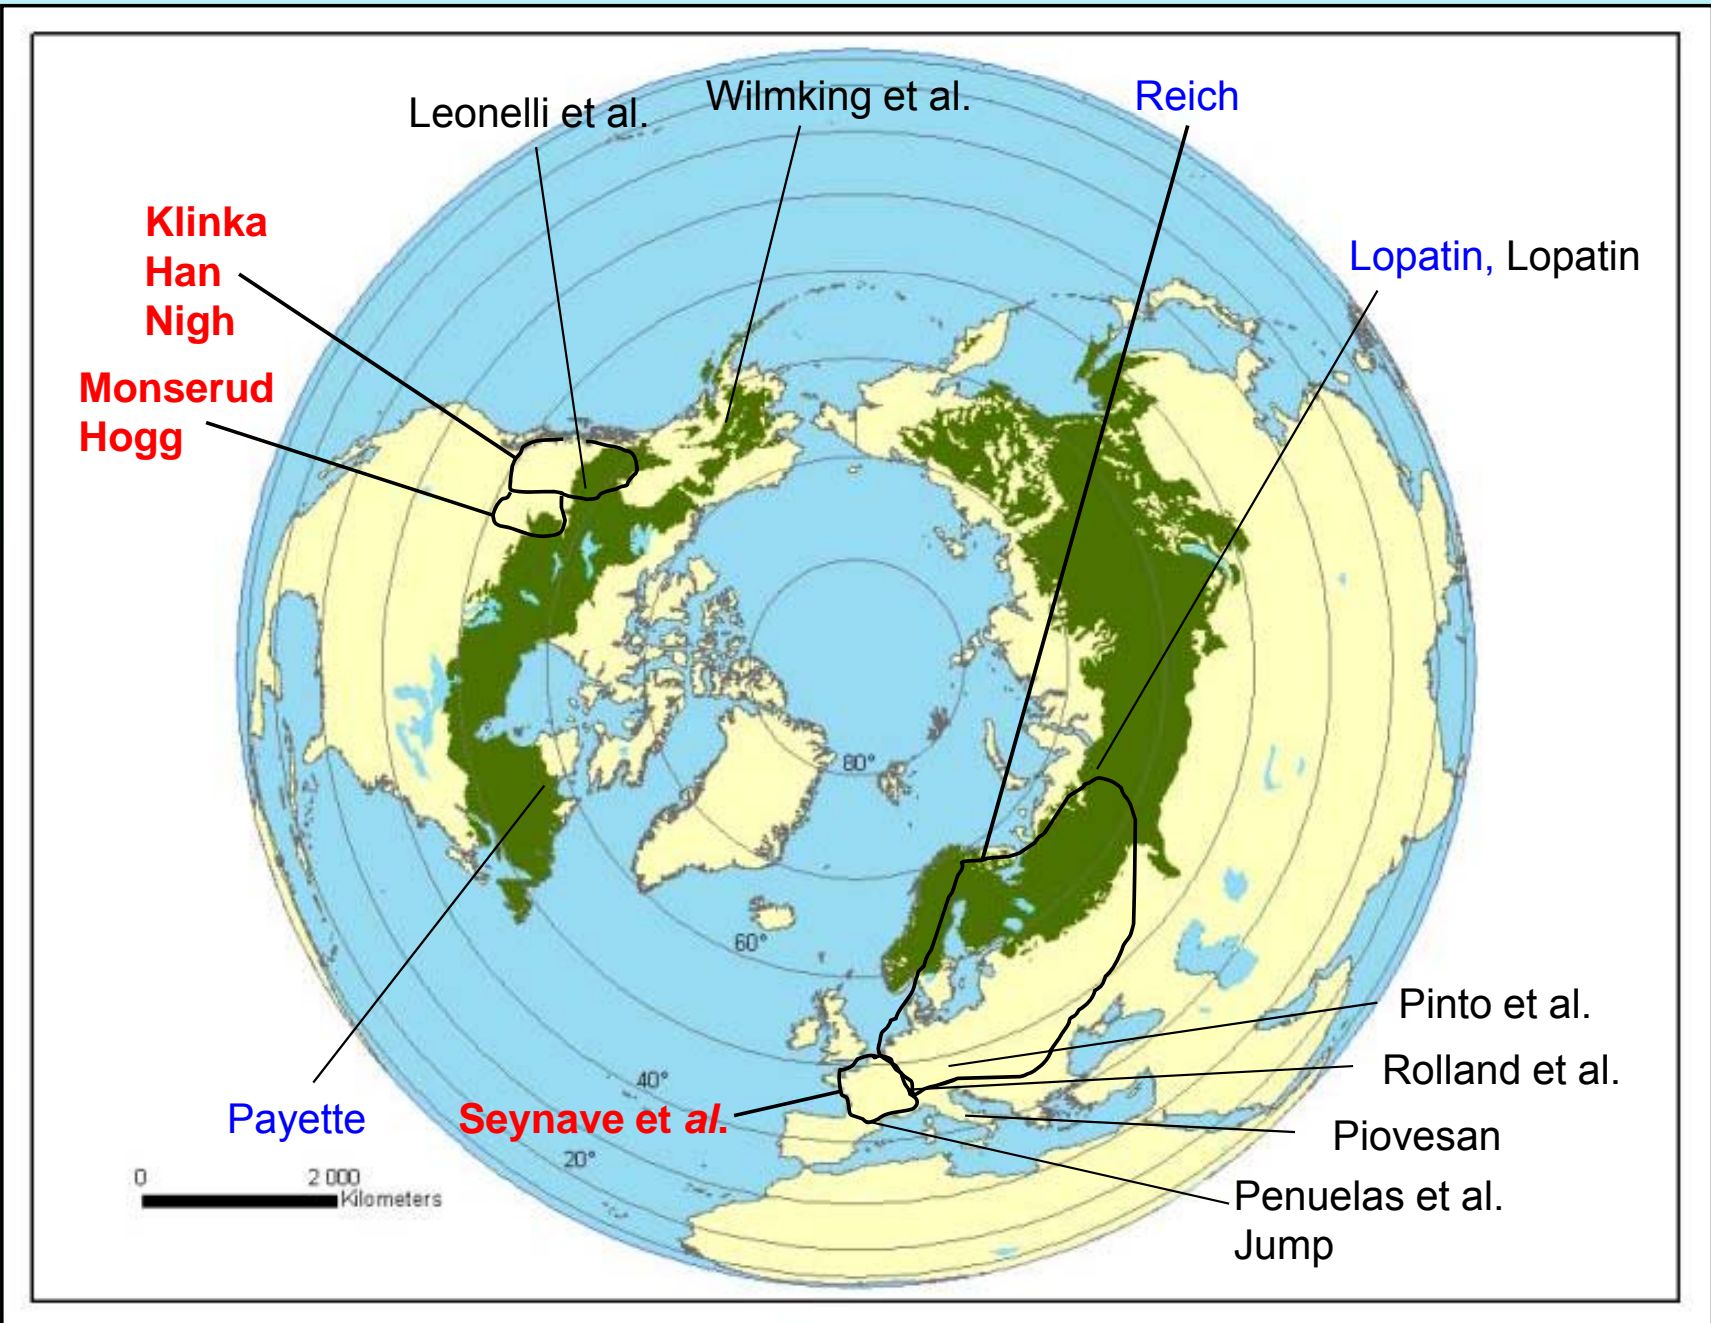 Leonelli et al.
Wilmking et al.
Reich
Klinka
Han
Nigh
Lopatin, Lopatin
Monserud
Hogg
80°
60°
40°
20°
Pinto et al.
Rolland et al.
Payette
Seynave et al.
Piovesan
0 2 000
Kilometers
Penuelas et al.
Jump